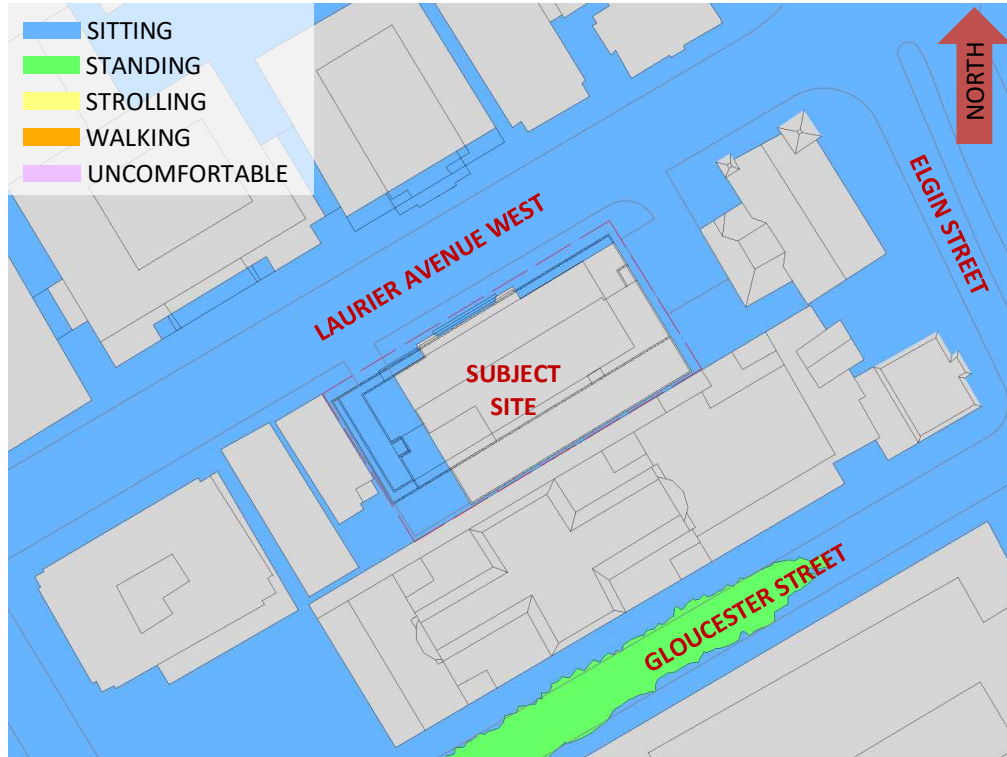 SITTING
STANDING
STROLLING
WALKING
UNCOMFORTABLE
NORTH
ELGIN STREET
LAURIER AVENUE WEST
SUBJECT
SITE
GLOUCESTER STREET